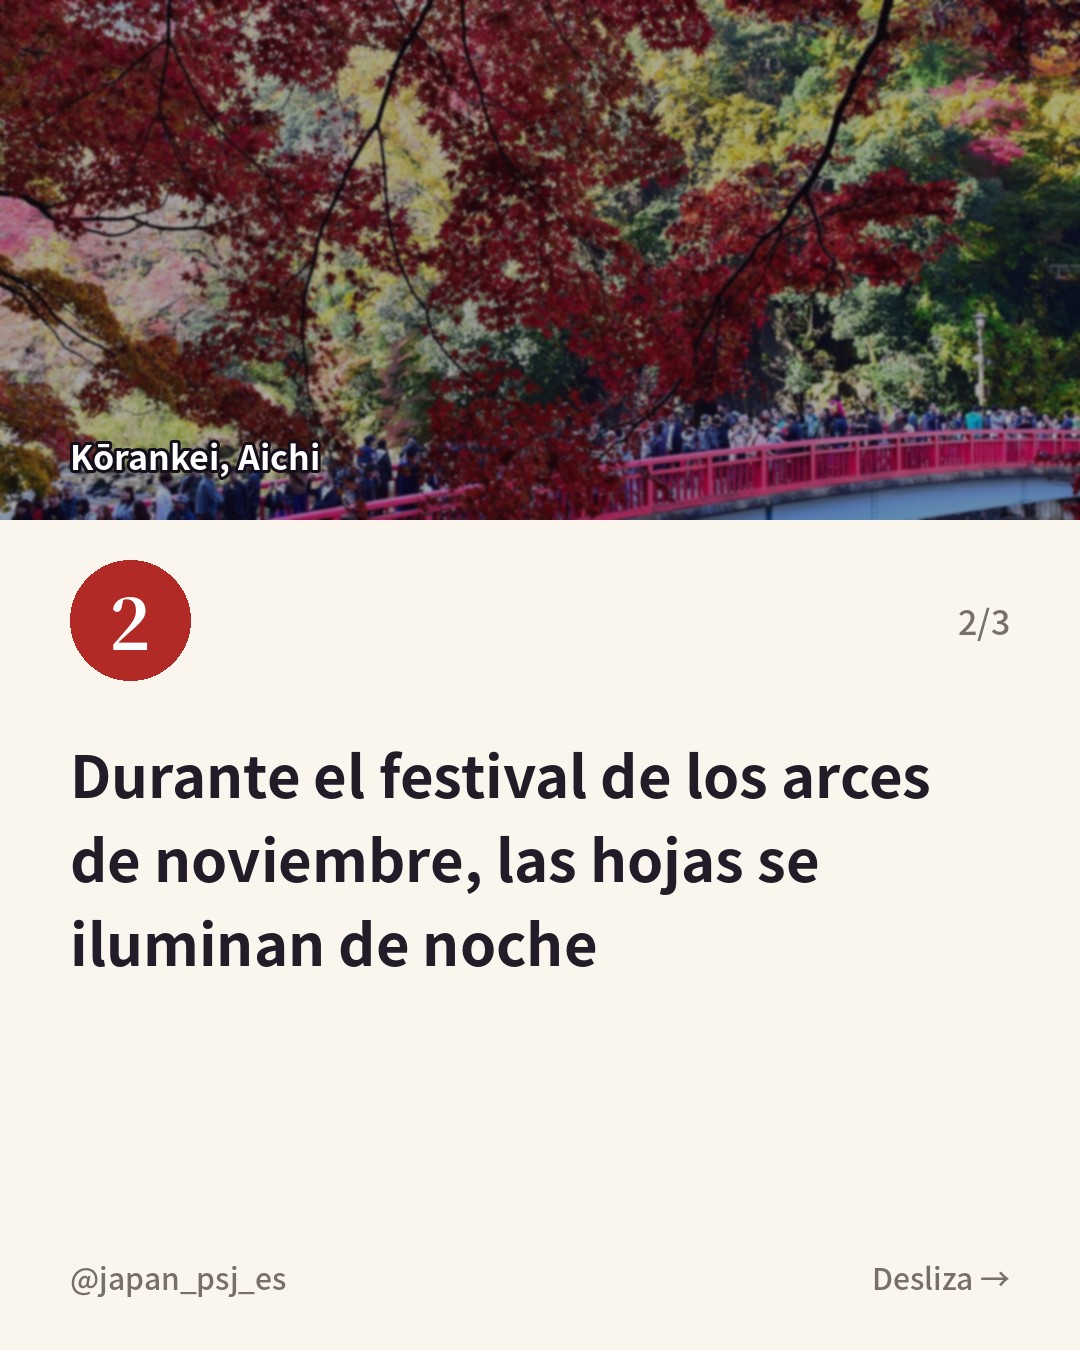 Kōrankei, Aichi
2
2/3
Durante el festival de los arces
de noviembre, las hojas se
iluminan de noche
@japan_psj_es
Desliza →